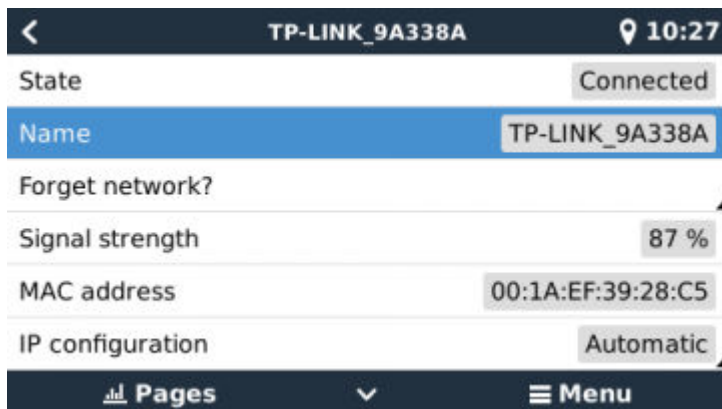 TP-LINK_9A338A 10:27
State Connected
Name TP-LINK_9A338A
Forget network?
Signal strength 87 %
MAC address 00:1A:EF:39:28:C5
IP configuration Automatic
Pages Menu